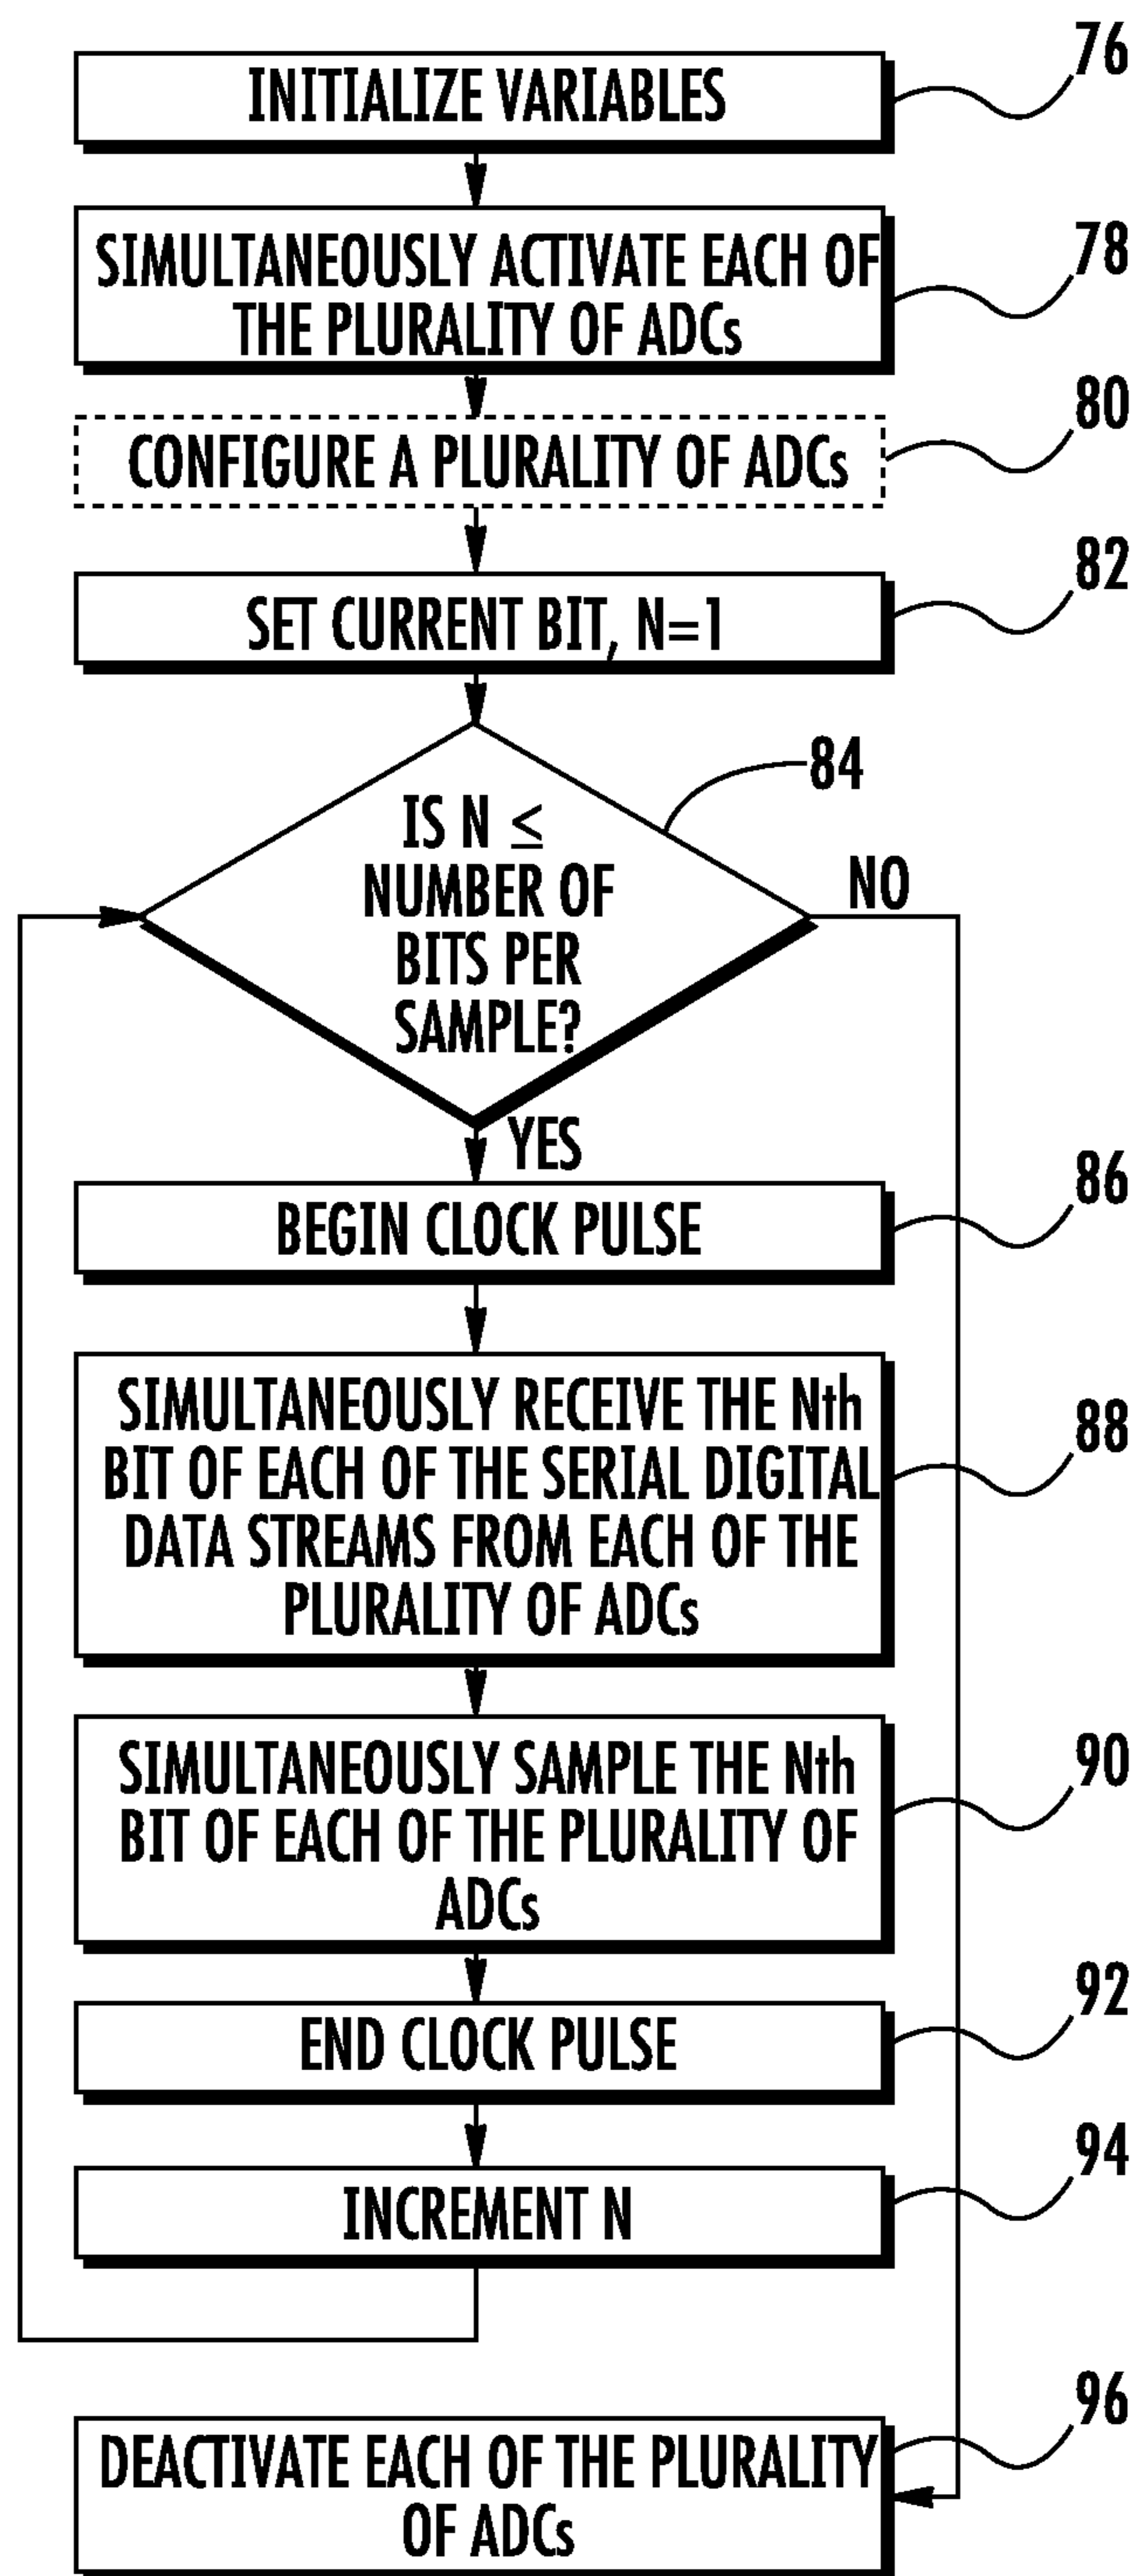 76
INITIALIZE VARIABLES
78
SIMULTANEOUSLY ACTIVATE EACH OF
THE PLURALITY OF ADCs
80
CONFIGURE A PLURALITY OF ADCs
82
SET CURRENT BIT, N=1
84
IS N ≤
NUMBER OF
BITS PER
SAMPLE?
NO
YES
86
BEGIN CLOCK PULSE
88
SIMULTANEOUSLY RECEIVE THE Nth
BIT OF EACH OF THE SERIAL DIGITAL
DATA STREAMS FROM EACH OF THE
PLURALITY OF ADCs
90
SIMULTANEOUSLY SAMPLE THE Nth
BIT OF EACH OF THE PLURALITY OF
ADCs
92
END CLOCK PULSE
94
INCREMENT N
96
DEACTIVATE EACH OF THE PLURALITY
OF ADCs